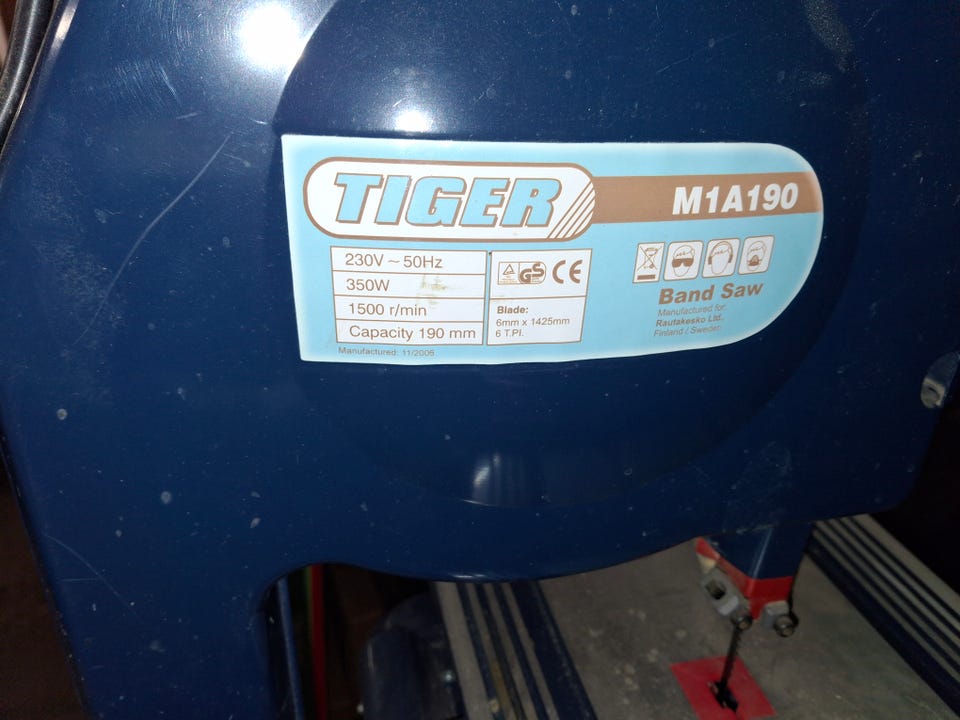 TIGER
M1A190
230V ~ 50Hz
350W
1500 r/min
Capacity 190 mm
Manufactured: 11/2005
GS CE
Blade:
6mm x 1425mm
6 T.P.I.
Band Saw
Manufactured for
Rautakesko Ltd.,
Finland / Sweden